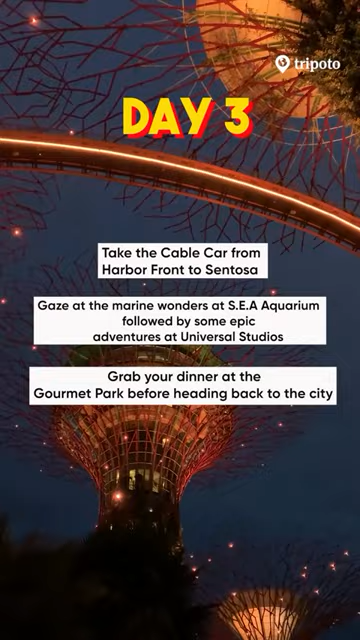 tripoto
DAY 3
Take the Cable Car from
Harbor Front to Sentosa
Gaze at the marine wonders at S.E.A Aquarium
followed by some epic
adventures at Universal Studios
Grab your dinner at the
Gourmet Park before heading back to the city